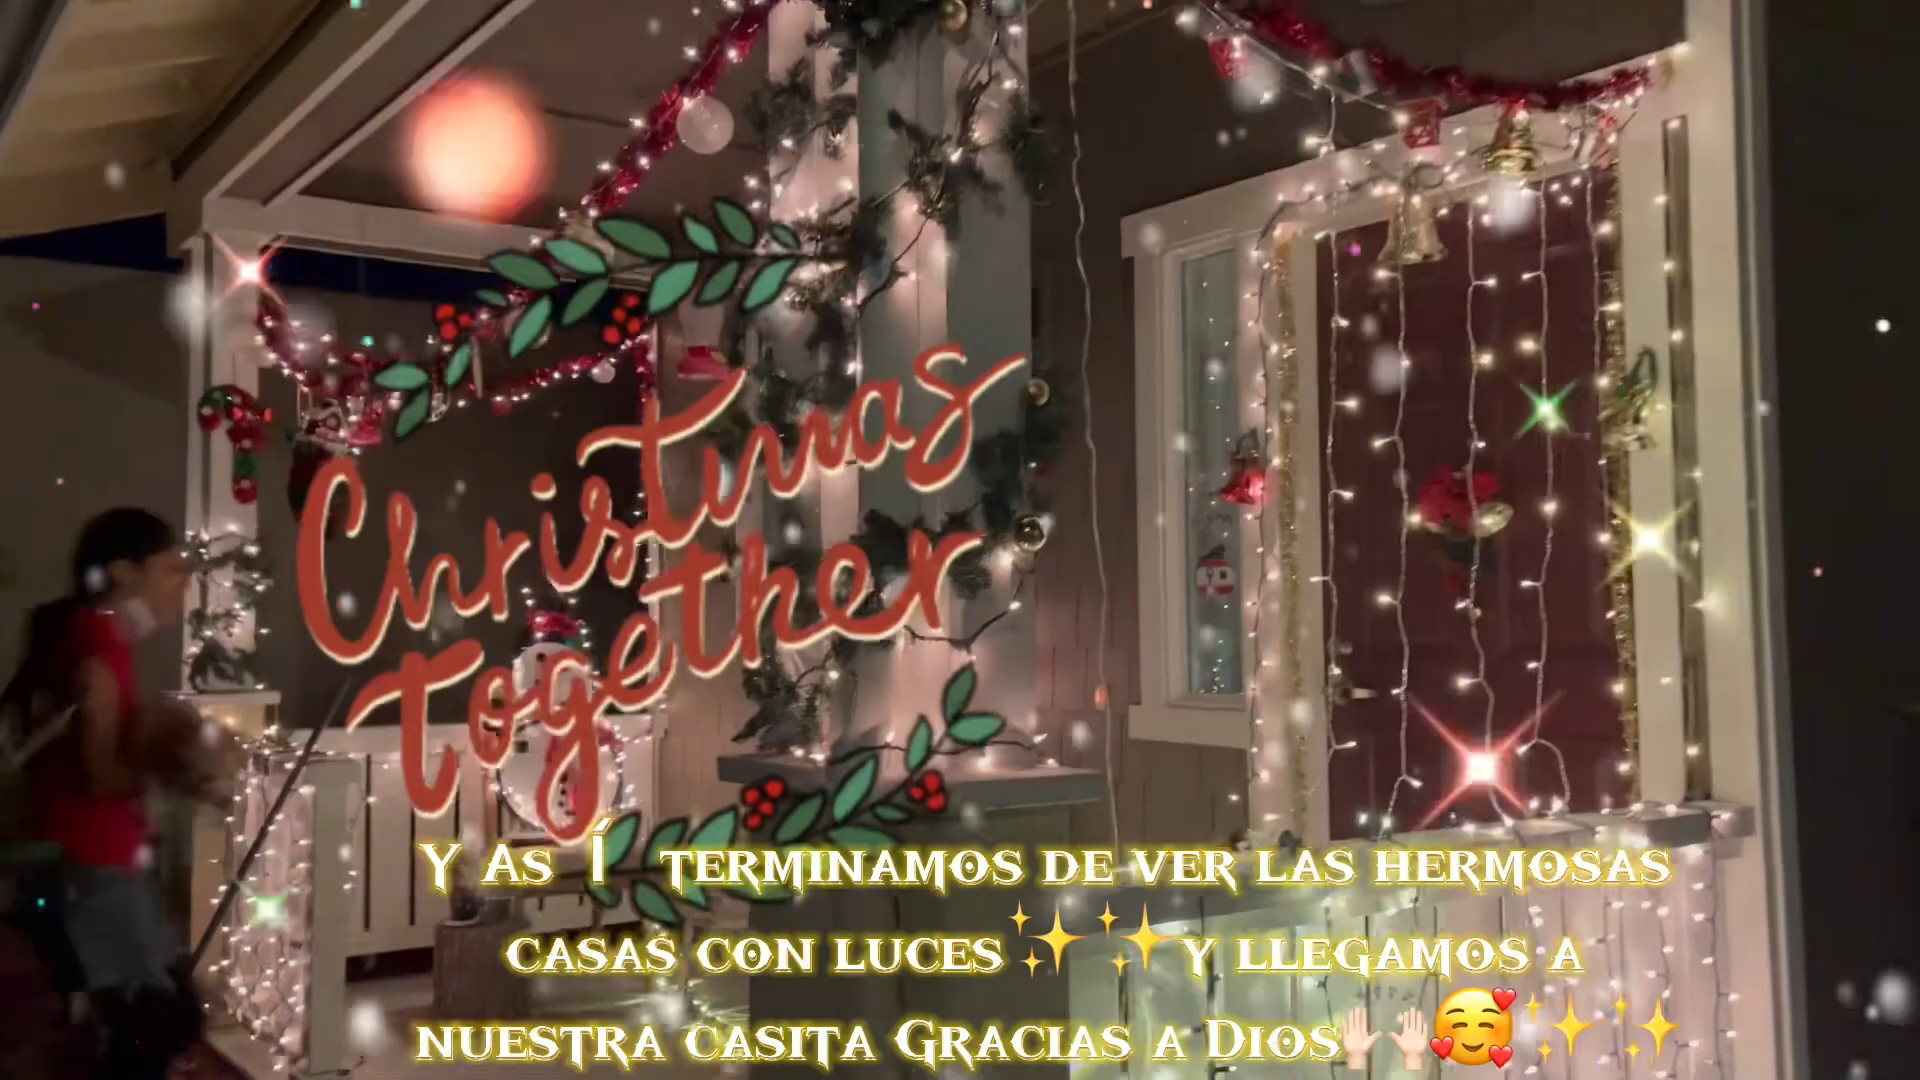 Christmas
Together
Y AS Í TERMINAMOS DE VER LAS HERMOSAS
CASAS CON LUCES✨✨Y LLEGAMOS A
NUESTRA CASITA GRACIAS A DIOS🙌🏻🥰✨✨